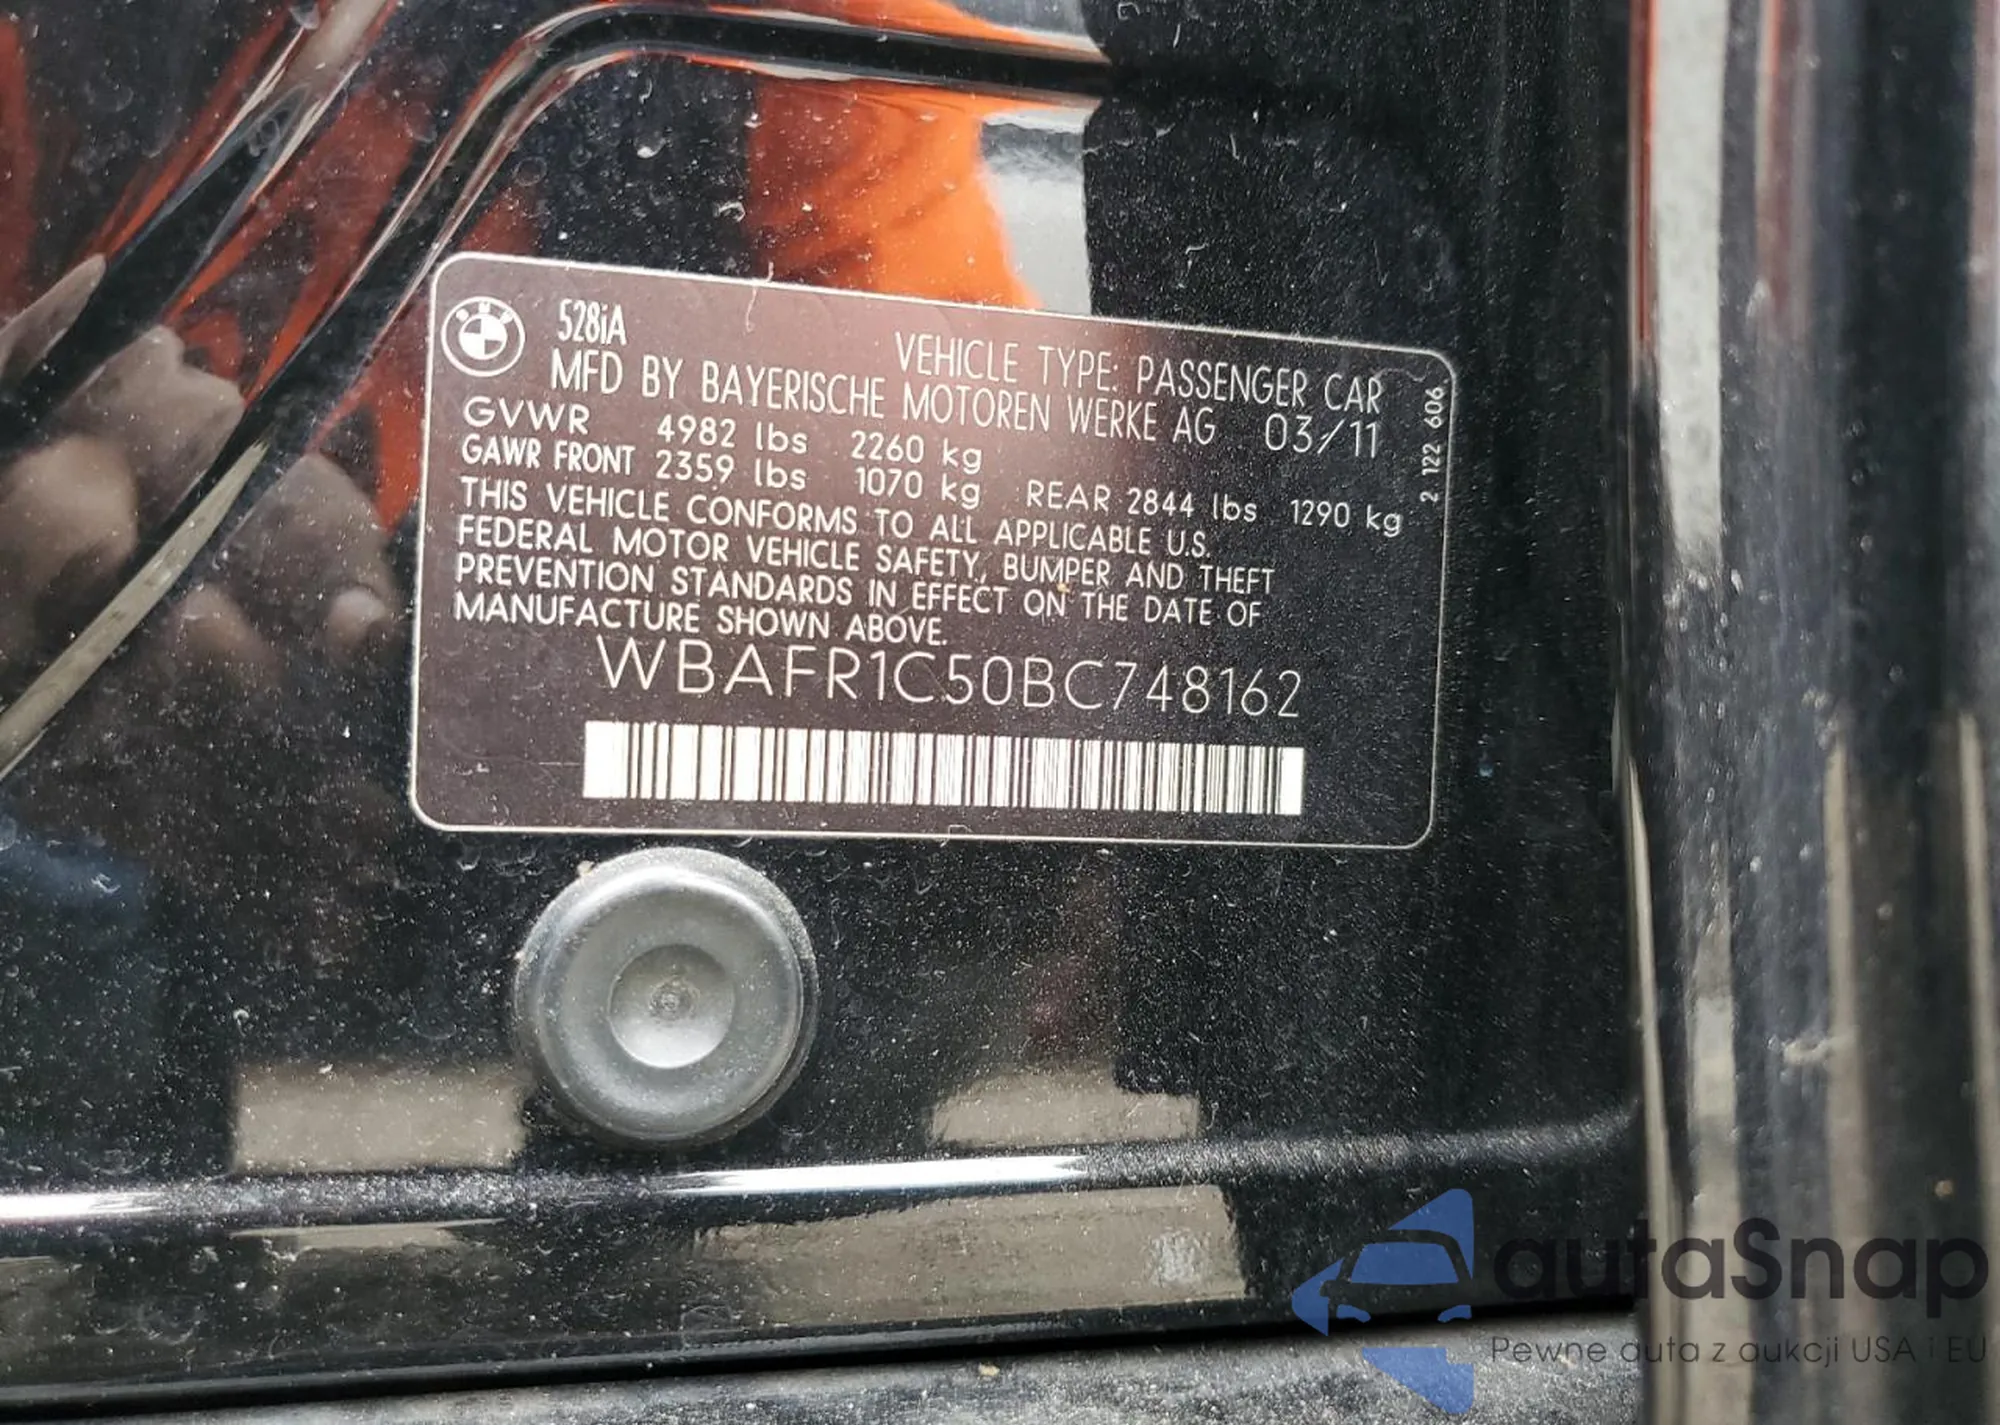 BMW
528iA
VEHICLE TYPE: PASSENGER CAR
MFD BY BAYERISCHE MOTOREN WERKE AG 03/11
GVWR 4982 lbs 2260 kg
GAWR FRONT 2359 lbs 1070 kg REAR 2844 lbs 1290 kg
THIS VEHICLE CONFORMS TO ALL APPLICABLE U.S.
FEDERAL MOTOR VEHICLE SAFETY, BUMPER AND THEFT
PREVENTION STANDARDS IN EFFECT ON THE DATE OF
MANUFACTURE SHOWN ABOVE.
WBAFR1C50BC748162
2 122 606
autaSnap
Pewne auta z aukcji USA i EU